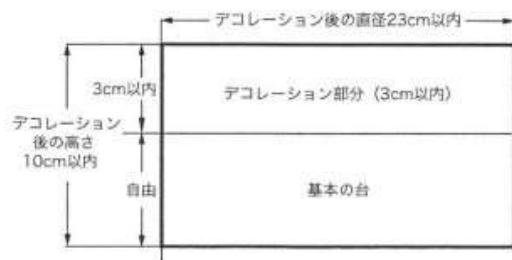 デコレーション後の直径23cm以内
3cm以内
デコレーション部分（3cm以内）
デコレーション
後の高さ
10cm以内
自由
基本の台